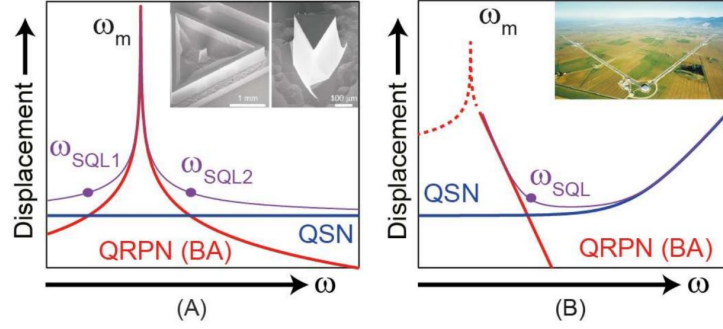 Displacement
ω_m
1 mm
100 μm
ω_SQL1
ω_SQL2
QSN
QRPN (BA)
ω
(A)
Displacement
ω_m
QSN
ω_SQL
QRPN (BA)
ω
(B)